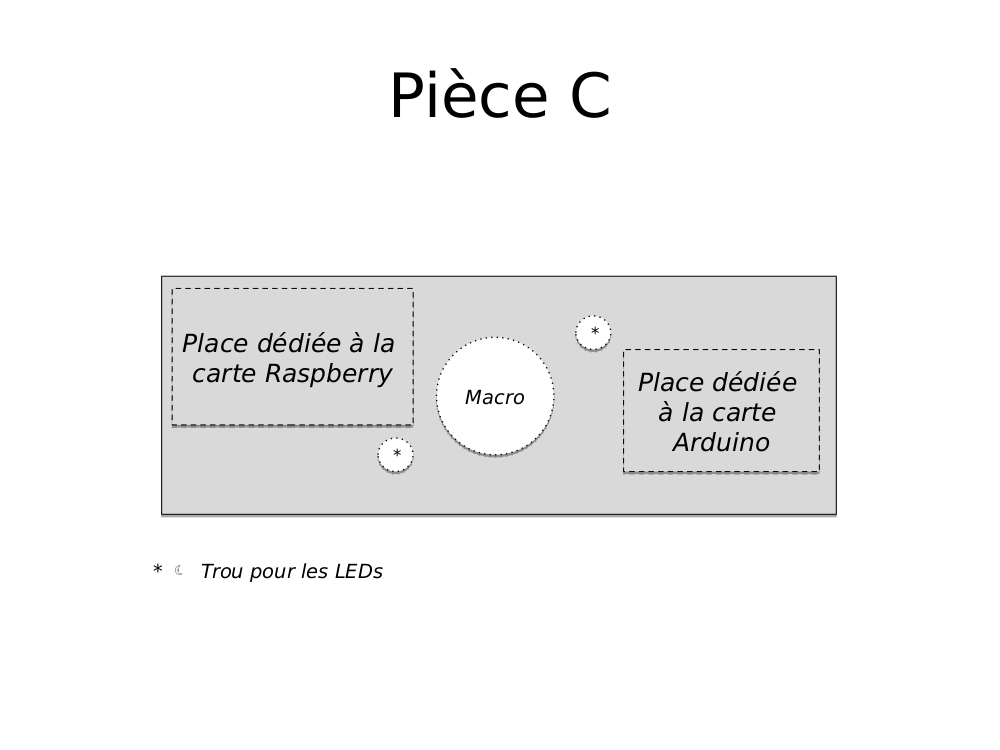 Pièce C
Place dédiée à la
carte Raspberry
*
Macro
Place dédiée
à la carte
Arduino
*
* ☾ Trou pour les LEDs